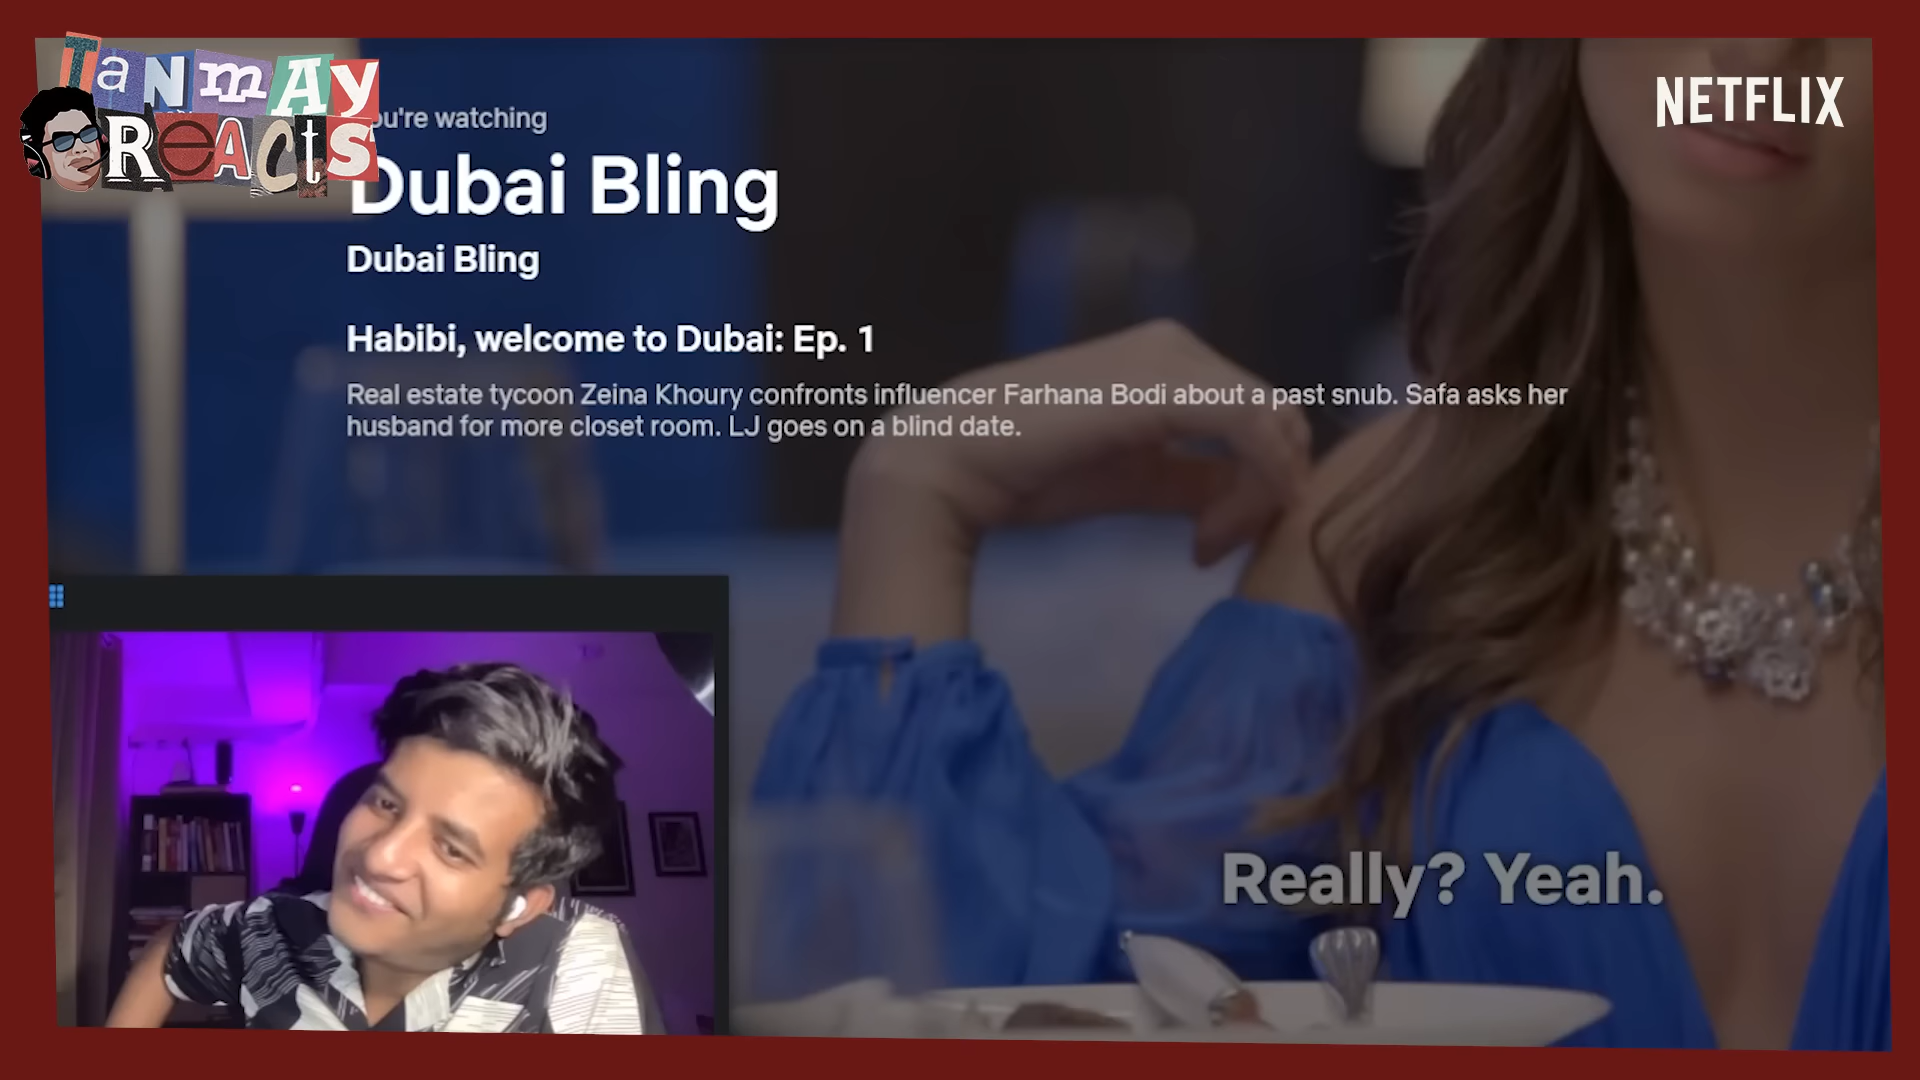 TaNmAy
ReACtS
ou're watching
Dubai Bling
Dubai Bling
Habibi, welcome to Dubai: Ep. 1
Real estate tycoon Zeina Khoury confronts influencer Farhana Bodi about a past snub. Safa asks her
husband for more closet room. LJ goes on a blind date.
NETFLIX
Really? Yeah.